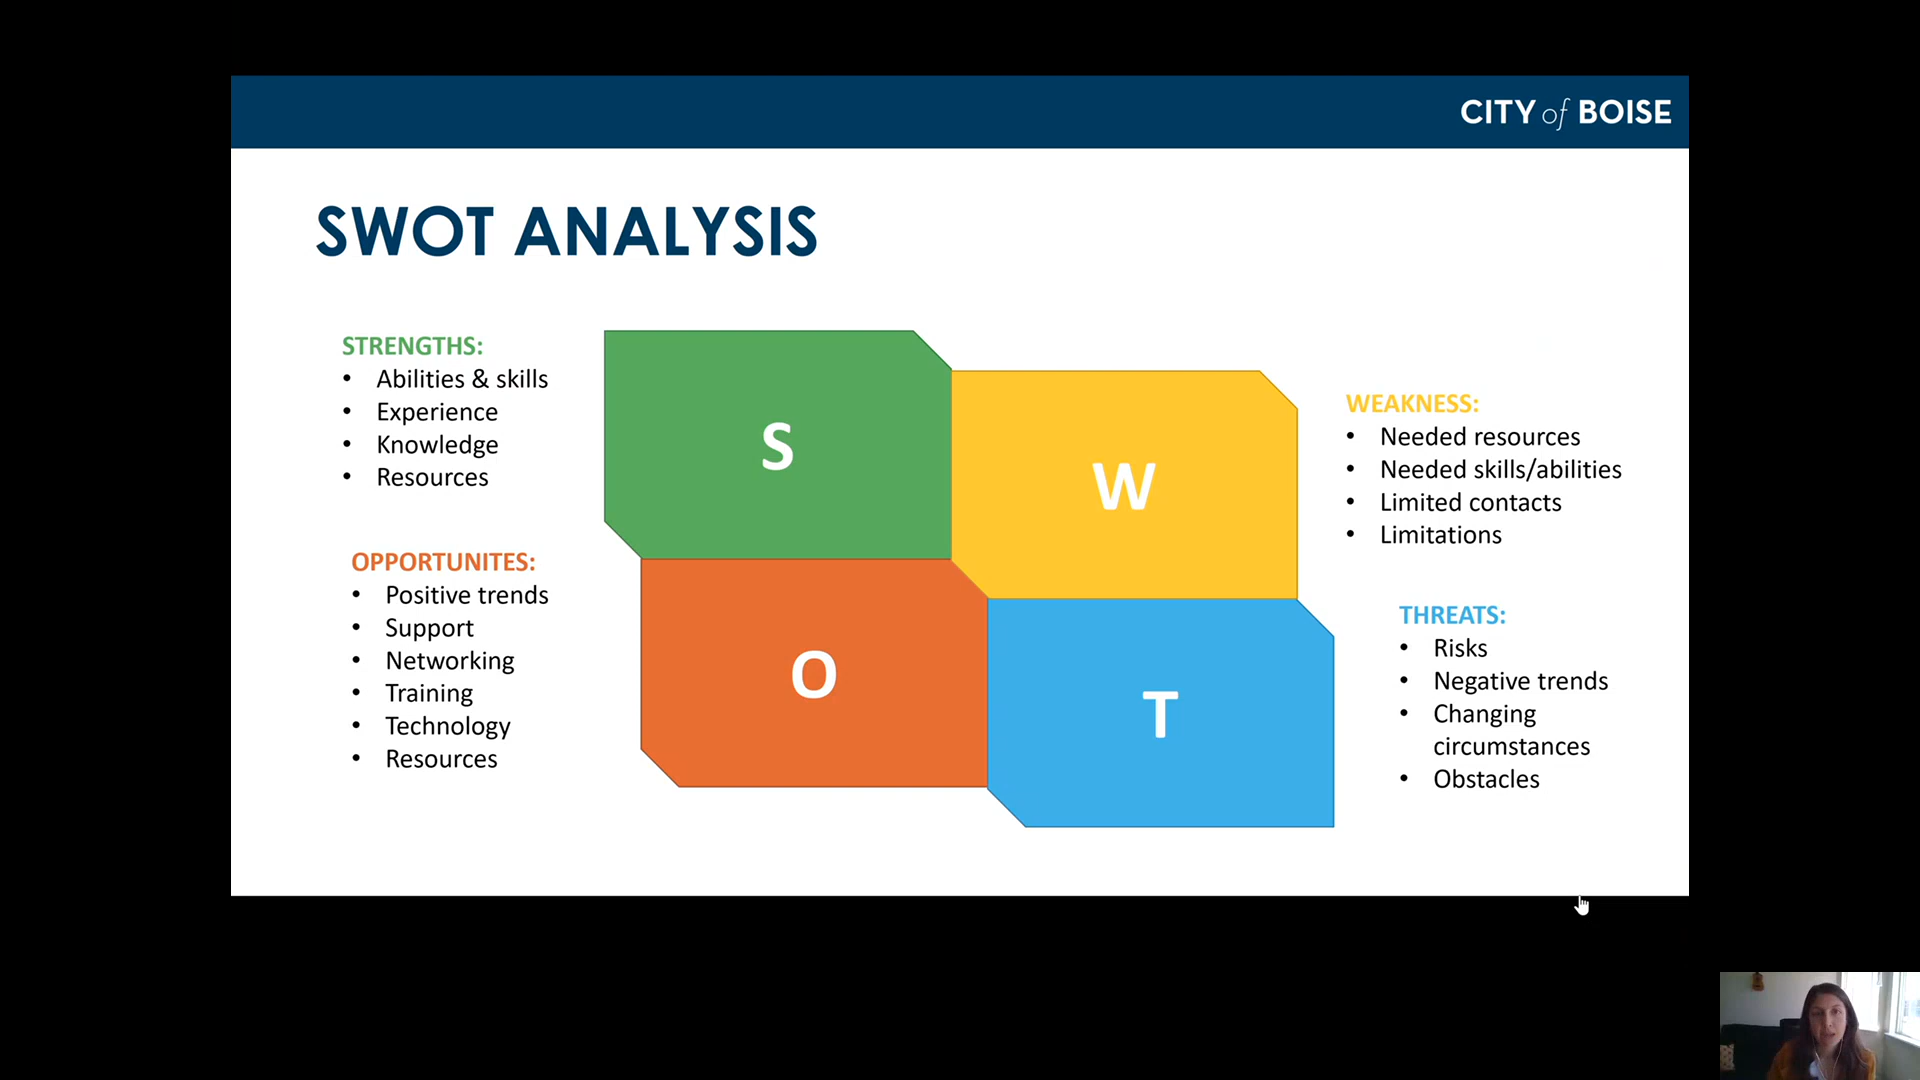 CITY of BOISE
SWOT ANALYSIS
STRENGTHS:
• Abilities & skills
• Experience
• Knowledge
• Resources
OPPORTUNITES:
• Positive trends
• Support
• Networking
• Training
• Technology
• Resources
S
W
O
T
WEAKNESS:
• Needed resources
• Needed skills/abilities
• Limited contacts
• Limitations
THREATS:
• Risks
• Negative trends
• Changing
circumstances
• Obstacles